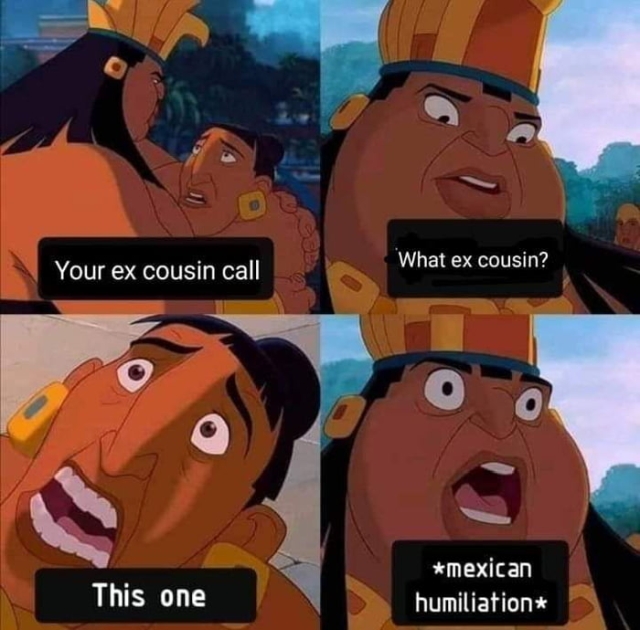 Your ex cousin call
What ex cousin?
This one
*mexican
humiliation*